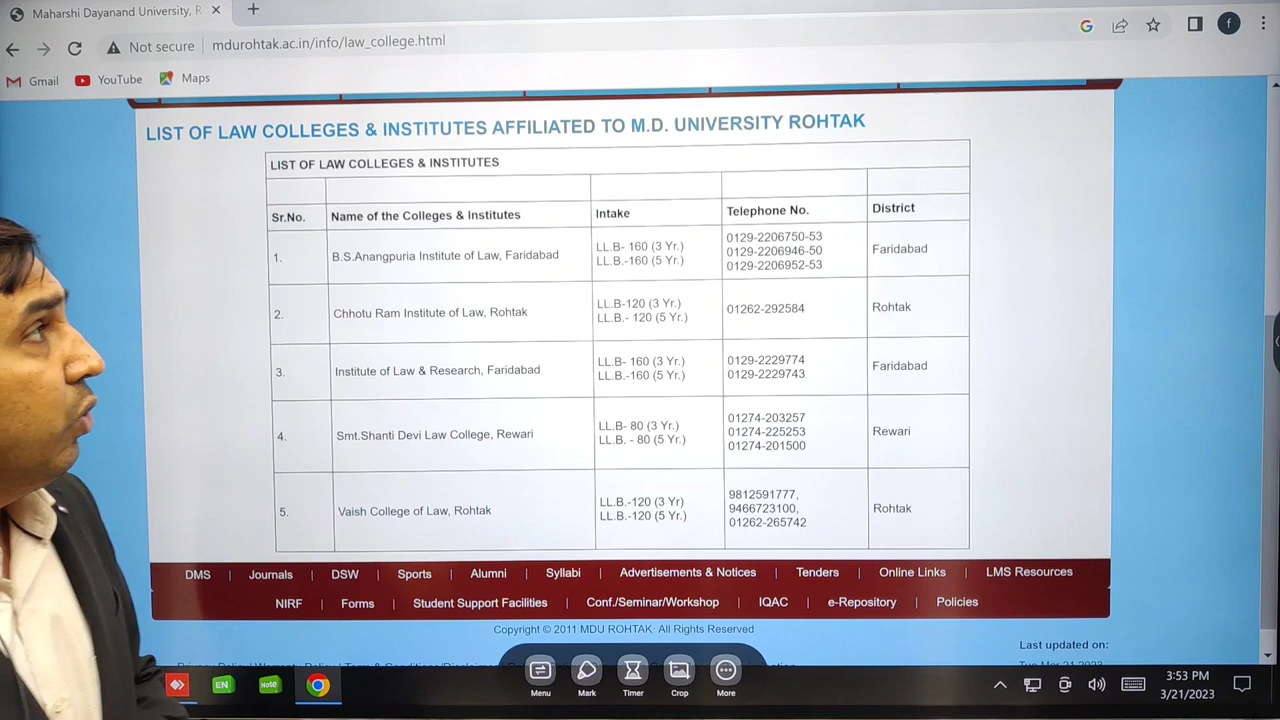 Maharshi Dayanand University, R
Not secure | mdurohtak.ac.in/info/law_college.html
f
Gmail YouTube Maps
LIST OF LAW COLLEGES & INSTITUTES AFFILIATED TO M.D. UNIVERSITY ROHTAK
LIST OF LAW COLLEGES & INSTITUTES
Sr.No. Name of the Colleges & Institutes Intake Telephone No. District
1. B.S.Anangpuria Institute of Law, Faridabad LL.B- 160 (3 Yr.) 0129-2206750-53 Faridabad
LL.B.-160 (5 Yr.) 0129-2206946-50
0129-2206952-53
2. Chhotu Ram Institute of Law, Rohtak LL.B-120 (3 Yr.) 01262-292584 Rohtak
LL.B.- 120 (5 Yr.)
3. Institute of Law & Research, Faridabad LL.B- 160 (3 Yr.) 0129-2229774 Faridabad
LL.B.-160 (5 Yr.) 0129-2229743
4. Smt.Shanti Devi Law College, Rewari LL.B- 80 (3 Yr.) 01274-203257 Rewari
LL.B. - 80 (5 Yr.) 01274-225253
01274-201500
5. Vaish College of Law, Rohtak LL.B.-120 (3 Yr) 9812591777, Rohtak
LL.B.-120 (5 Yr.) 9466723100,
01262-265742
DMS | Journals | DSW | Sports | Alumni | Syllabi | Advertisements & Notices | Tenders | Online Links | LMS Resources
NIRF | Forms | Student Support Facilities | Conf./Seminar/Workshop | IQAC | e-Repository | Policies
Copyright © 2011 MDU ROHTAK· All Rights Reserved
Last updated on:
Tue Mar 21 2023
EN Note
Menu Mark Timer Crop More
3:53 PM
3/21/2023